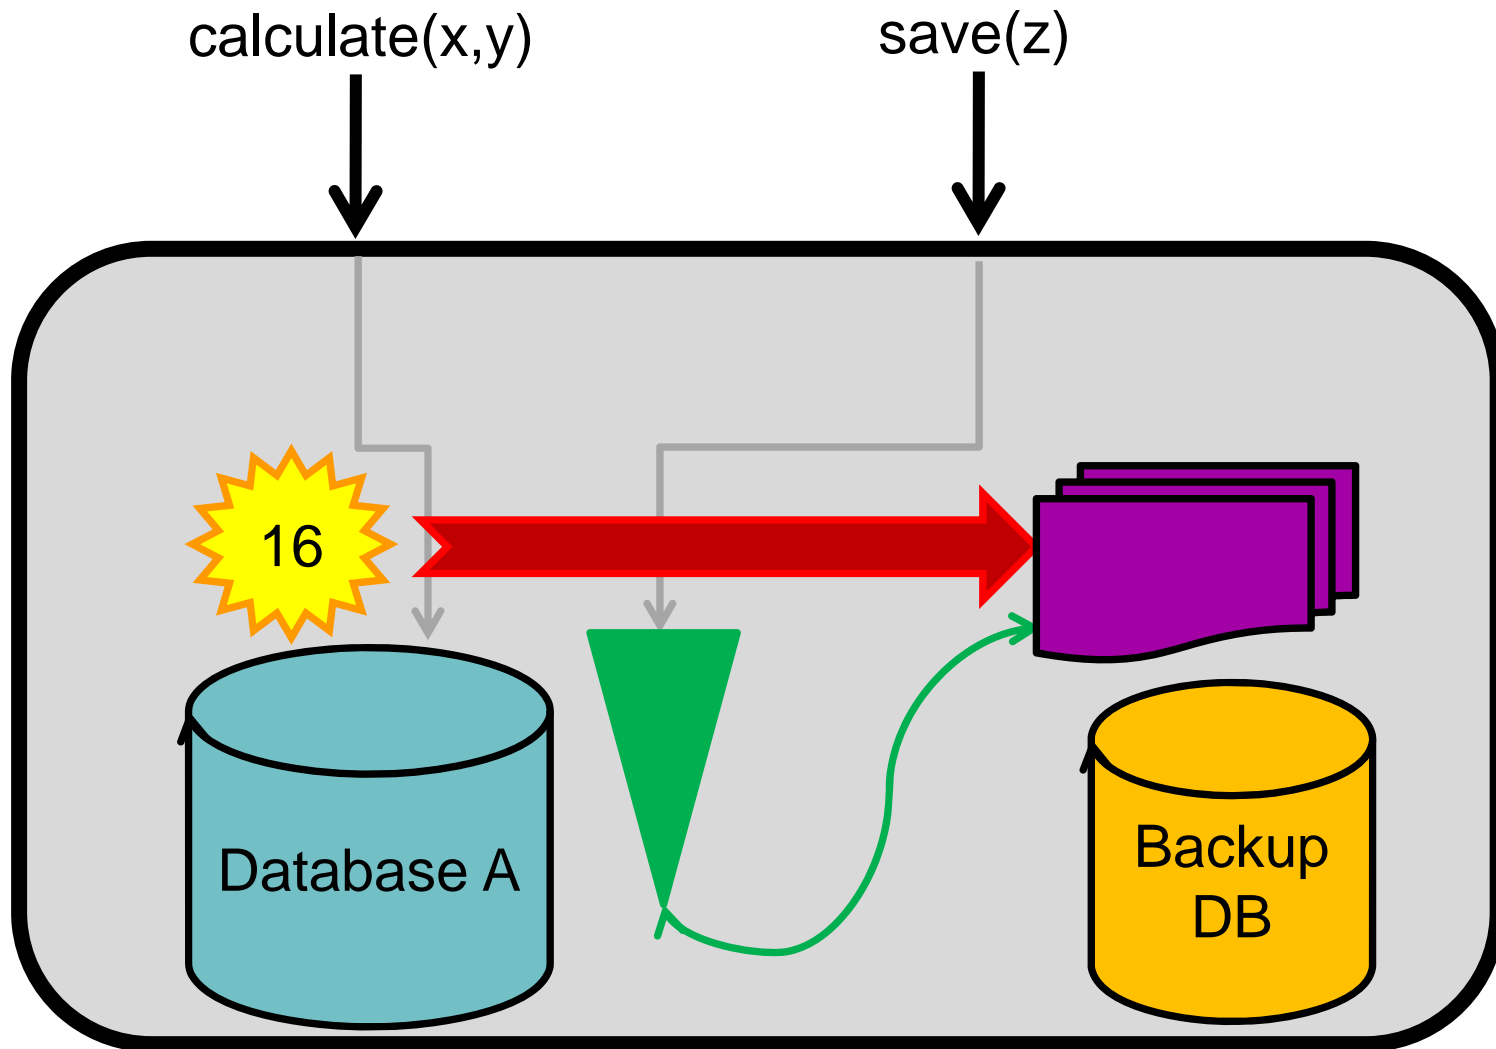 calculate(x,y)
save(z)
16
Database A
Backup
DB